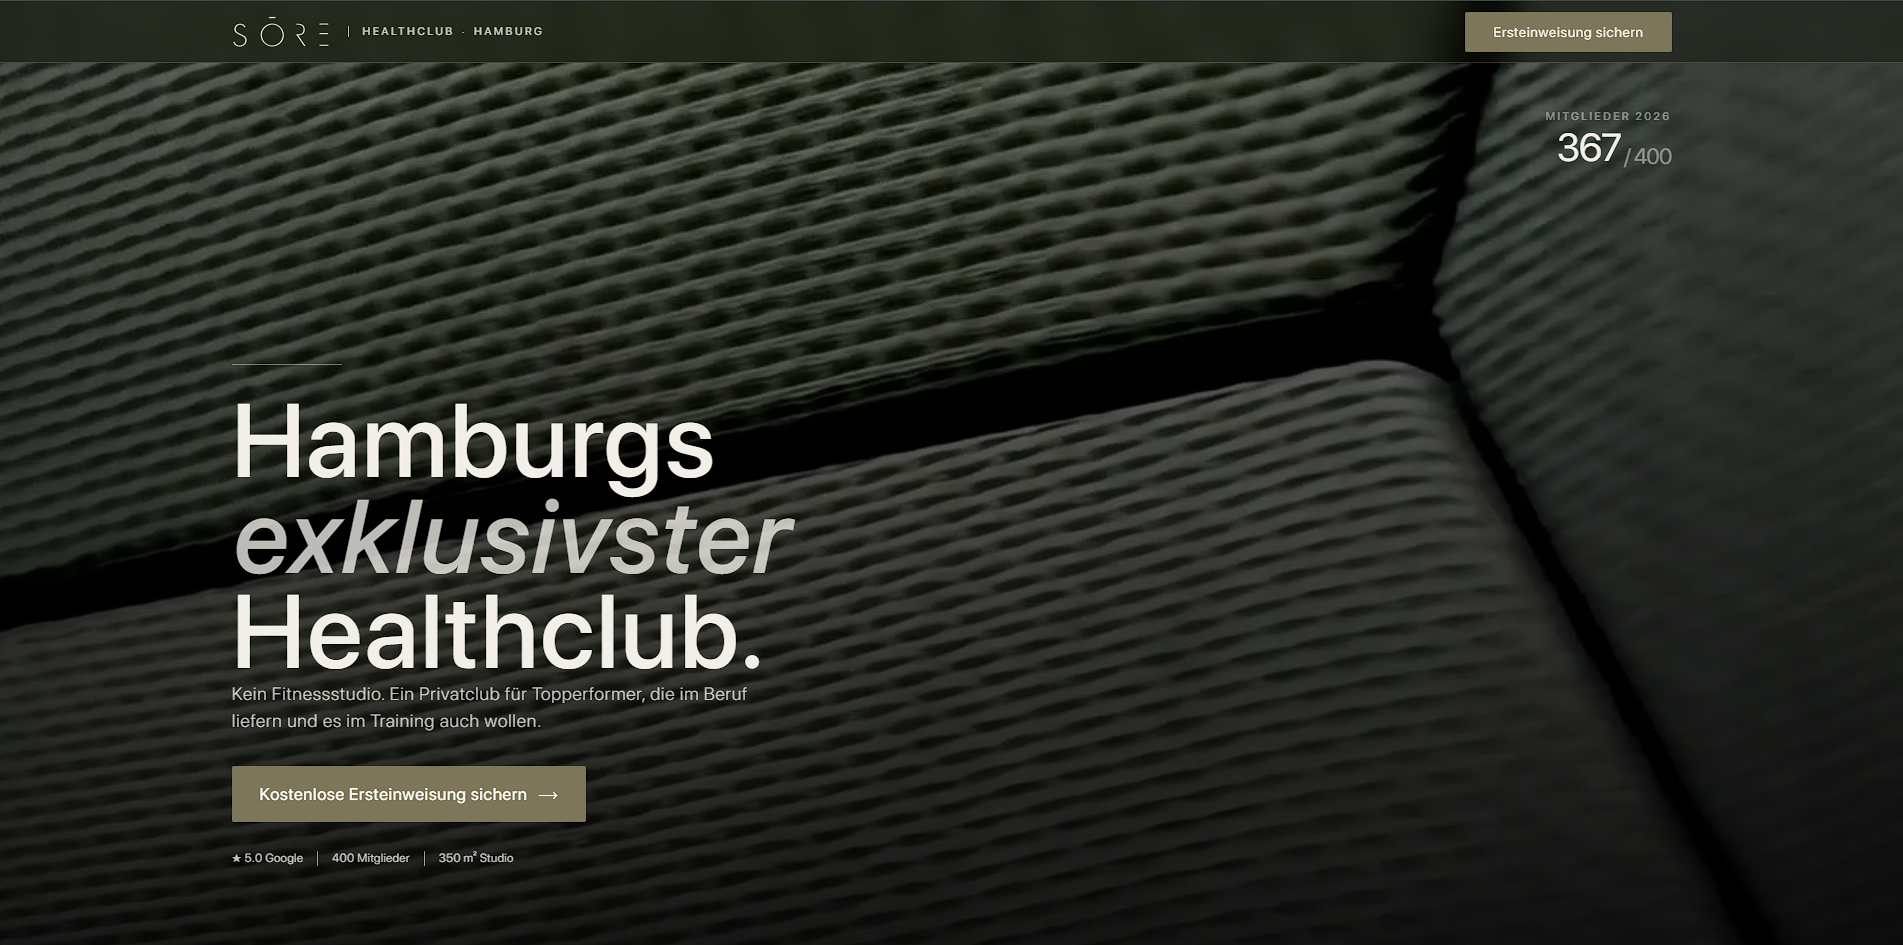 SŌRE | HEALTHCLUB · HAMBURG
Ersteinweisung sichern
MITGLIEDER 2026
367 / 400
Hamburgs
exklusivster
Healthclub.
Kein Fitnessstudio. Ein Privatclub für Topperformer, die im Beruf
liefern und es im Training auch wollen.
Kostenlose Ersteinweisung sichern →
★ 5.0 Google | 400 Mitglieder | 350 m² Studio